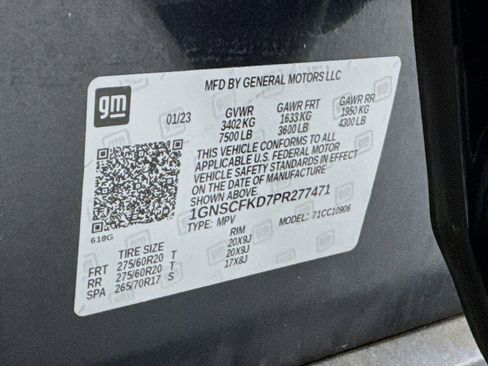 MFD BY GENERAL MOTORS LLC
gm
01/23
GVWR GAWR FRT GAWR RR
3402 KG 1633 KG 1950 KG
7500 LB 3600 LB 4300 LB
THIS VEHICLE CONFORMS TO ALL
APPLICABLE U.S. FEDERAL MOTOR
VEHICLE SAFETY STANDARDS IN EFFECT
ON THE DATE OF MANUFACTURE
1GNSCFKD7PR277471
TYPE: MPV MODEL: 71CC10906
618G
TIRE SIZE RIM
FRT 275/60R20 T 20X9J
RR 275/60R20 T 20X9J
SPA 265/70R17 S 17X8J